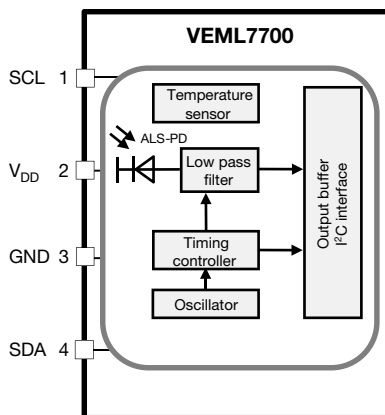 VEML7700
SCL 1
Temperature
sensor
ALS-PD
V_DD 2
Low pass
filter
Output buffer
I²C interface
GND 3
Timing
controller
Oscillator
SDA 4